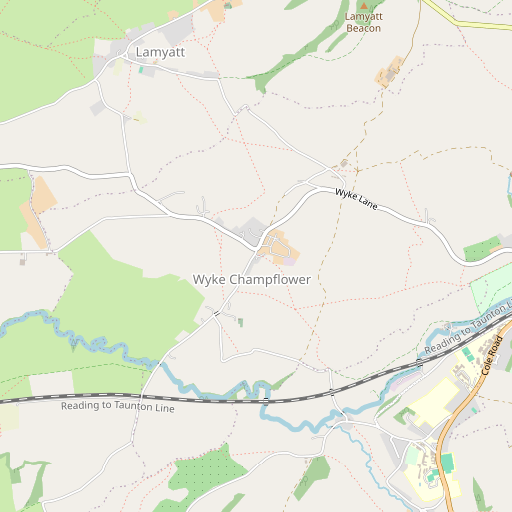 Lamyatt
Beacon
Lamyatt
Wyke Lane
Wyke Champflower
Reading to Taunton Line
Cole Road
Reading to Taunton Line